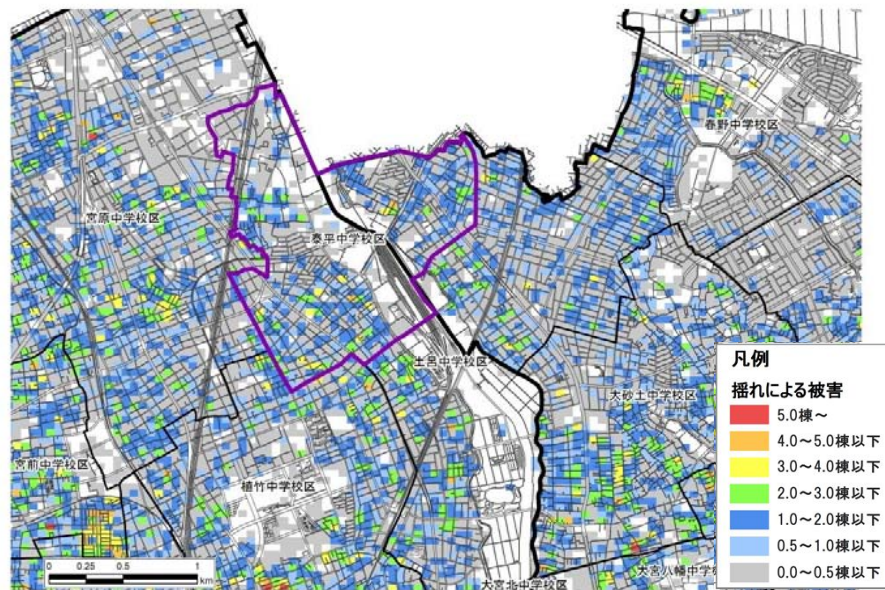 春野中学校区
宮原中学校区
泰平中学校区
土呂中学校区
大砂土中学校区
宮前中学校区
植竹中学校区
大宮北中学校区
大宮八幡中学校
凡例
揺れによる被害
5.0棟～
4.0～5.0棟以下
3.0～4.0棟以下
2.0～3.0棟以下
1.0～2.0棟以下
0.5～1.0棟以下
0.0～0.5棟以下
0 0.25 0.5 1
km